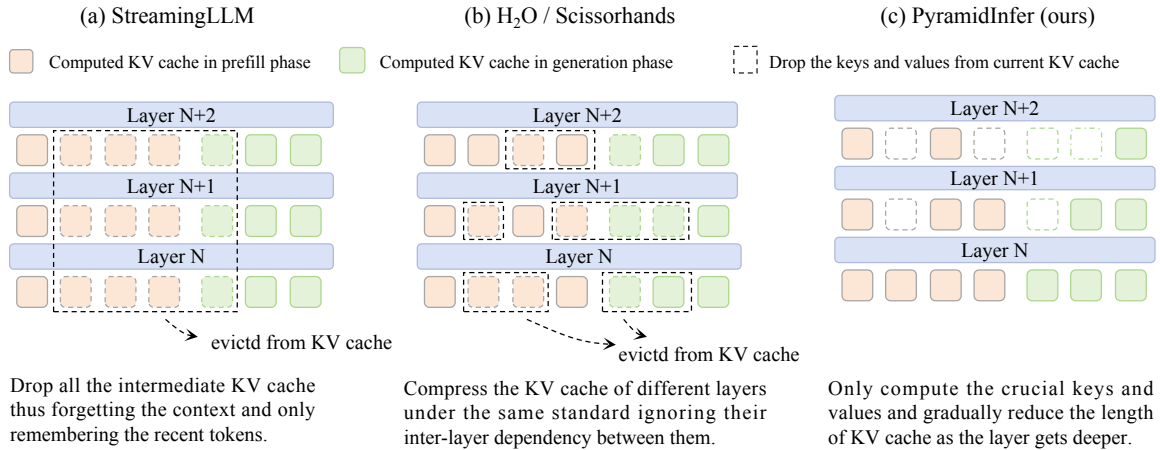 (a) StreamingLLM
(b) H₂O / Scissorhands
(c) PyramidInfer (ours)
Computed KV cache in prefill phase
Computed KV cache in generation phase
Drop the keys and values from current KV cache
Layer N+2
Layer N+1
Layer N
evictd from KV cache
Drop all the intermediate KV cache
thus forgetting the context and only
remembering the recent tokens.
Layer N+2
Layer N+1
Layer N
evictd from KV cache
Compress the KV cache of different layers
under the same standard ignoring their
inter-layer dependency between them.
Layer N+2
Layer N+1
Layer N
Only compute the crucial keys and
values and gradually reduce the length
of KV cache as the layer gets deeper.